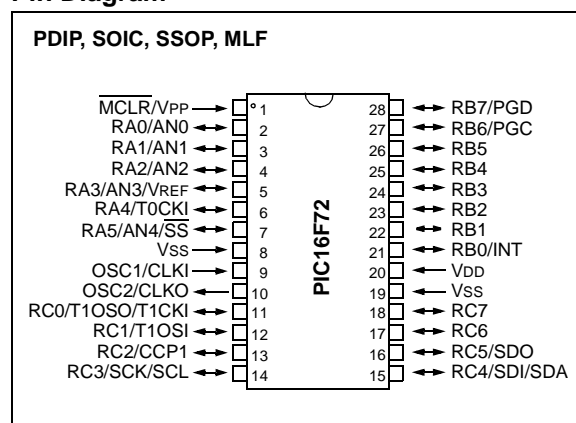 PDIP, SOIC, SSOP, MLF
MCLR/VPP 1 28 RB7/PGD
RA0/AN0 2 27 RB6/PGC
RA1/AN1 3 26 RB5
RA2/AN2 4 25 RB4
RA3/AN3/VREF 5 24 RB3
RA4/T0CKI 6 23 RB2
RA5/AN4/SS 7 22 RB1
VSS 8 21 RB0/INT
OSC1/CLKI 9 20 VDD
OSC2/CLKO 10 19 VSS
RC0/T1OSO/T1CKI 11 18 RC7
RC1/T1OSI 12 17 RC6
RC2/CCP1 13 16 RC5/SDO
RC3/SCK/SCL 14 15 RC4/SDI/SDA
PIC16F72